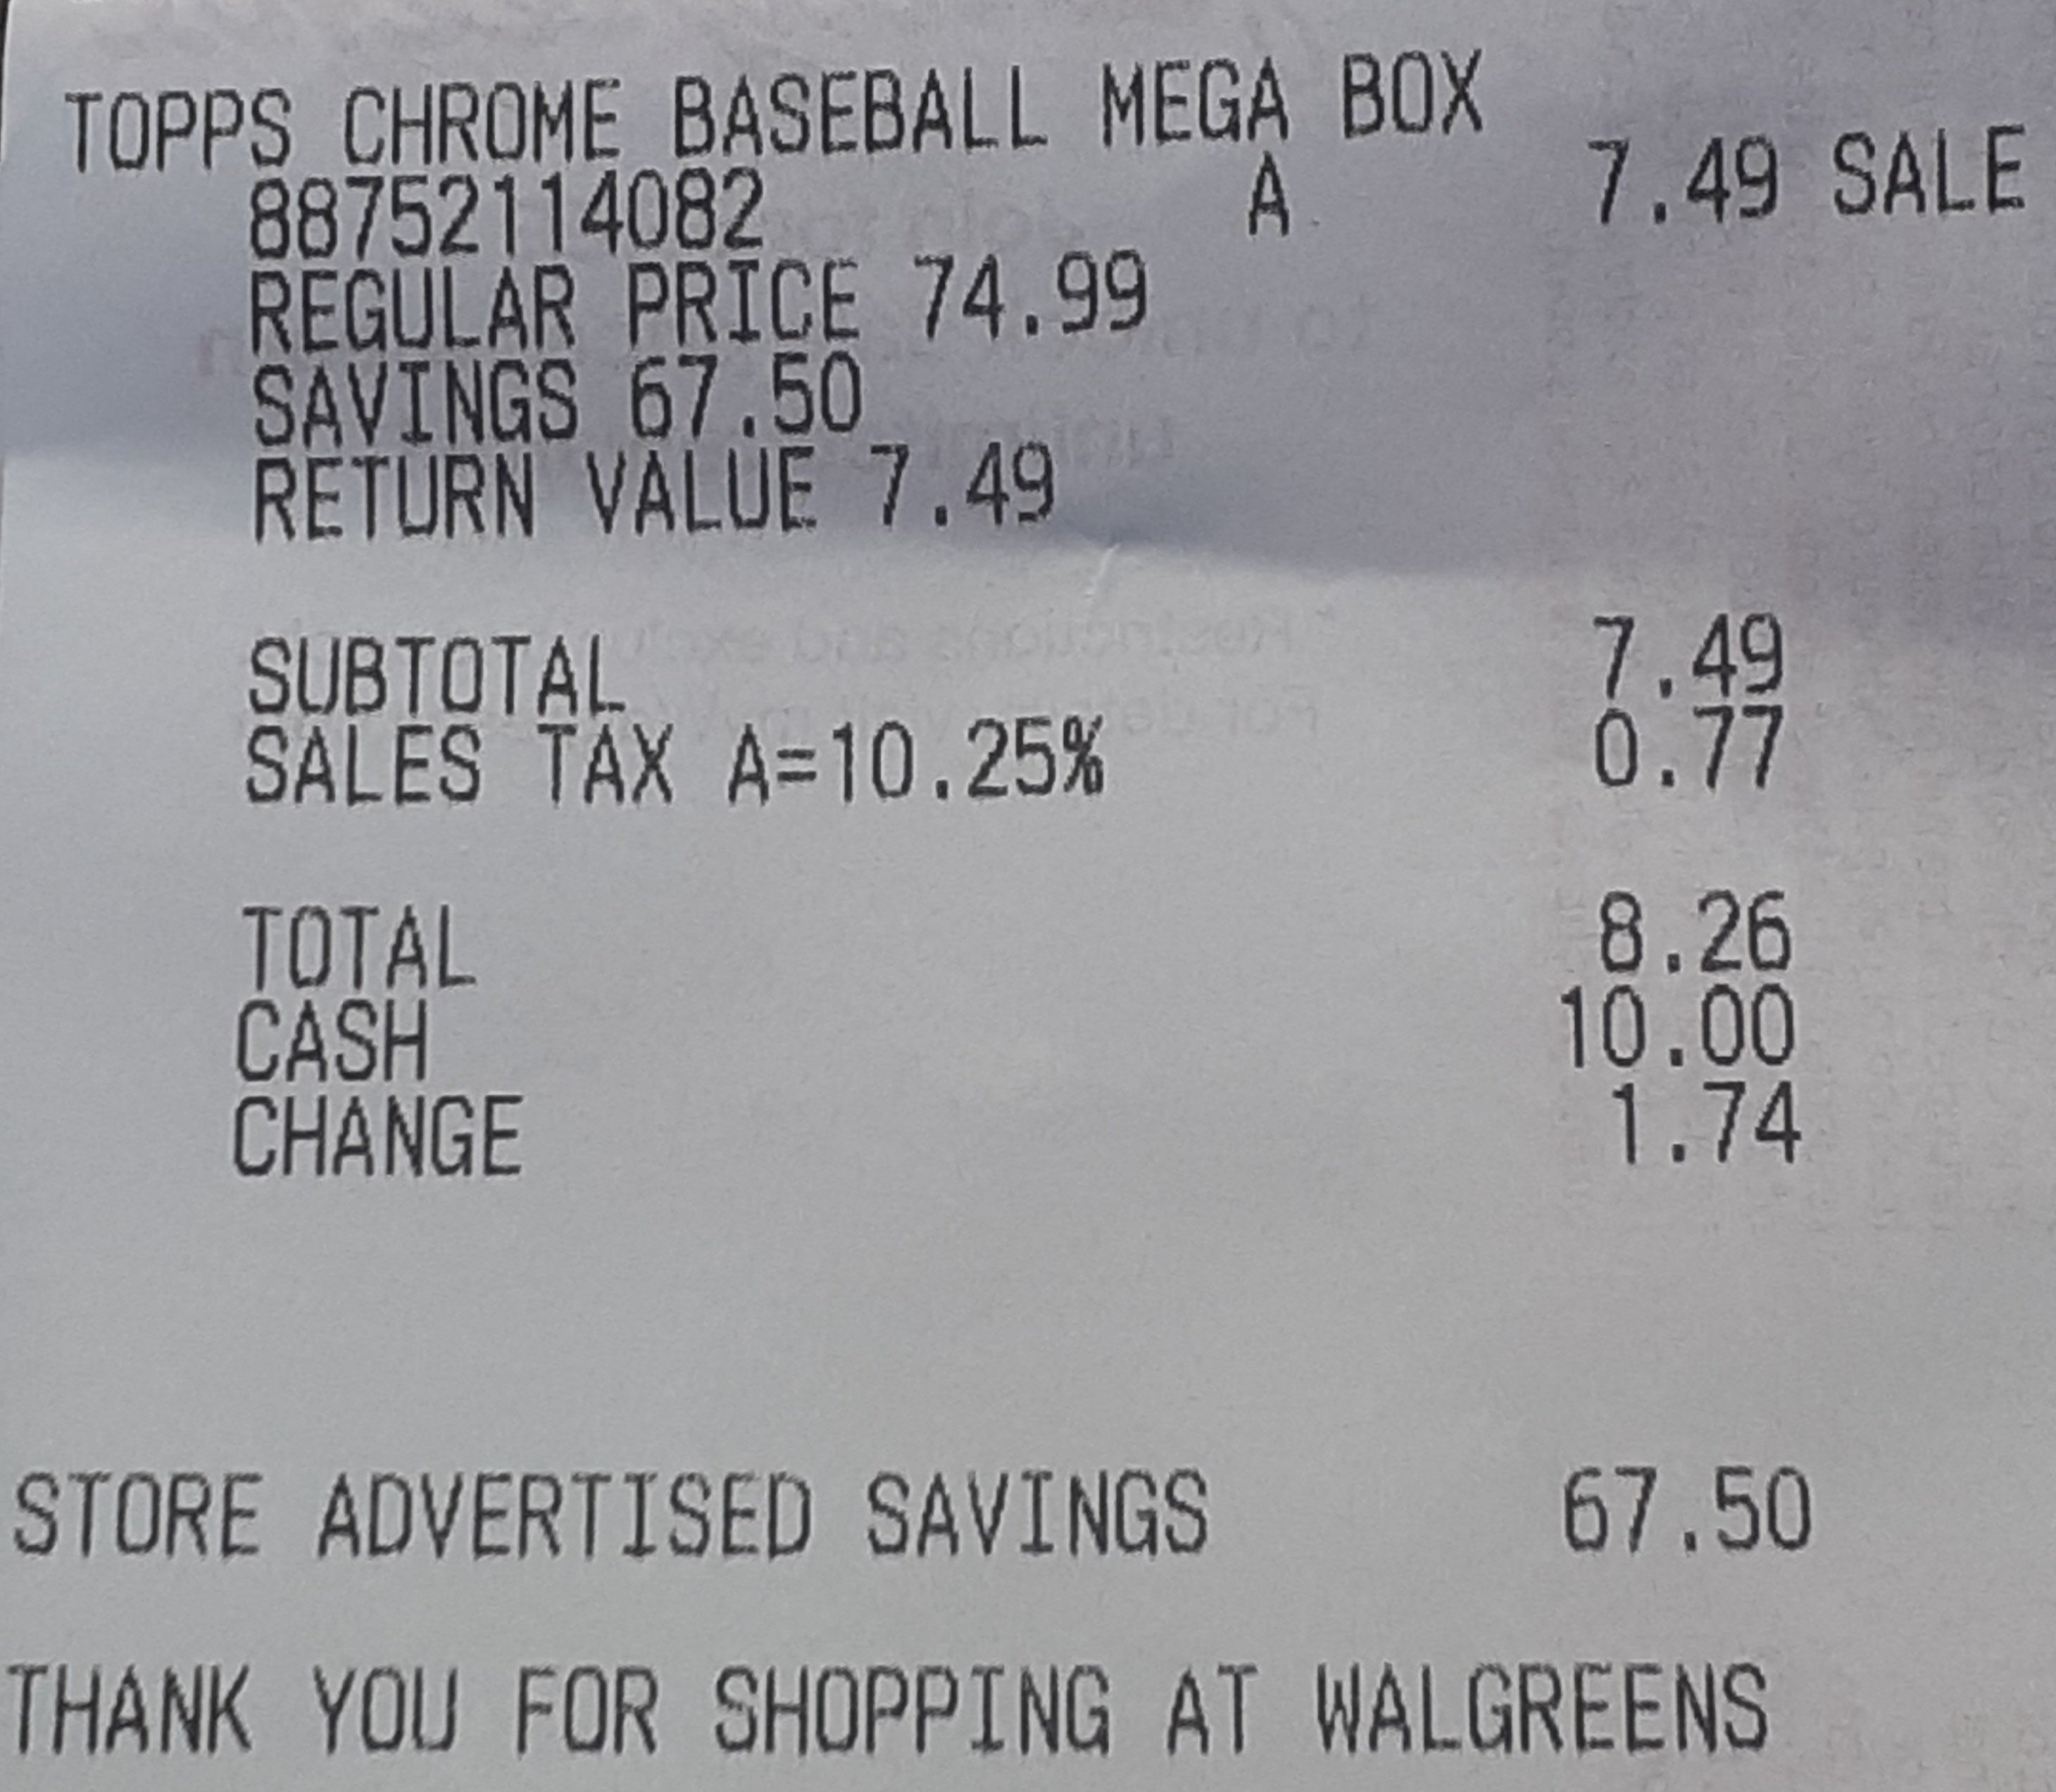 TOPPS CHROME BASEBALL MEGA BOX
88752114082 A 7.49 SALE
REGULAR PRICE 74.99
SAVINGS 67.50
RETURN VALUE 7.49
SUBTOTAL 7.49
SALES TAX A=10.25% 0.77
TOTAL 8.26
CASH 10.00
CHANGE 1.74
STORE ADVERTISED SAVINGS 67.50
THANK YOU FOR SHOPPING AT WALGREENS